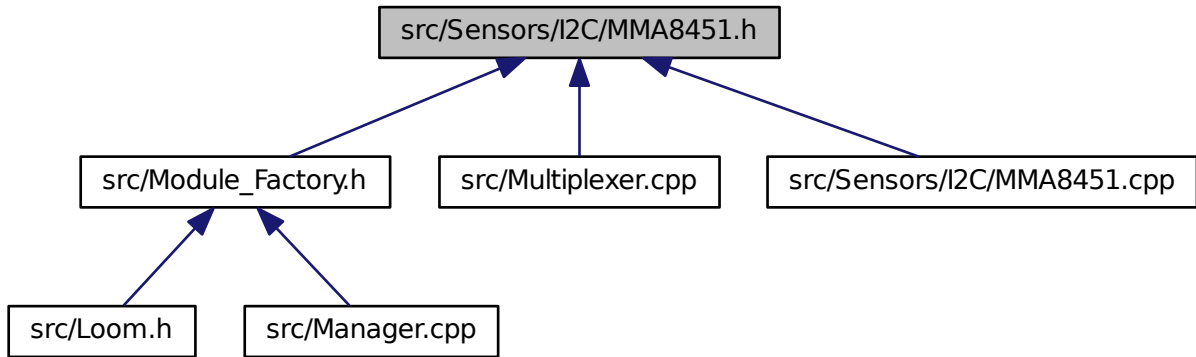 src/Sensors/I2C/MMA8451.h
src/Module_Factory.h
src/Multiplexer.cpp
src/Sensors/I2C/MMA8451.cpp
src/Loom.h
src/Manager.cpp